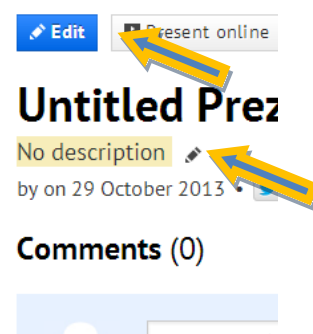 Edit Present online
Untitled Prez
No description
by on 29 October 2013 •
Comments (0)